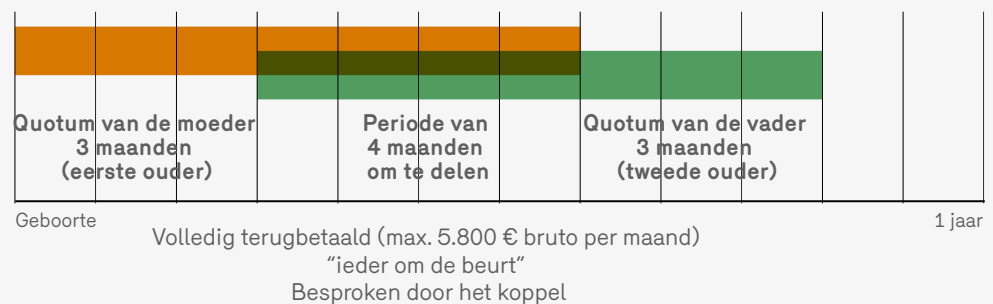 Quotum van de moeder
3 maanden
(eerste ouder)
Periode van
4 maanden
om te delen
Quotum van de vader
3 maanden
(tweede ouder)
Geboorte
1 jaar
Volledig terugbetaald (max. 5.800 € bruto per maand)
“ieder om de beurt”
Besproken door het koppel